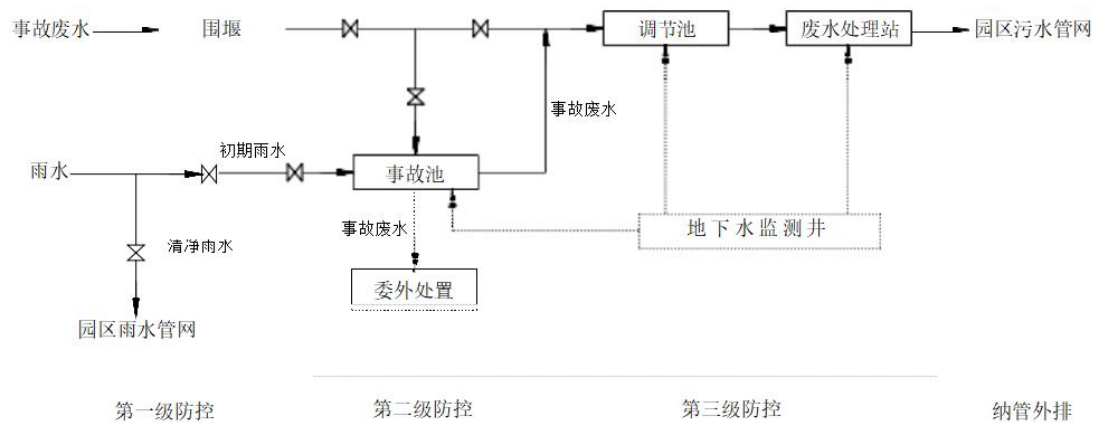 事故废水
围堰
调节池
废水处理站
园区污水管网
事故废水
初期雨水
雨水
事故池
事故废水
地下水监测井
清净雨水
委外处置
园区雨水管网
第一级防控
第二级防控
第三级防控
纳管外排